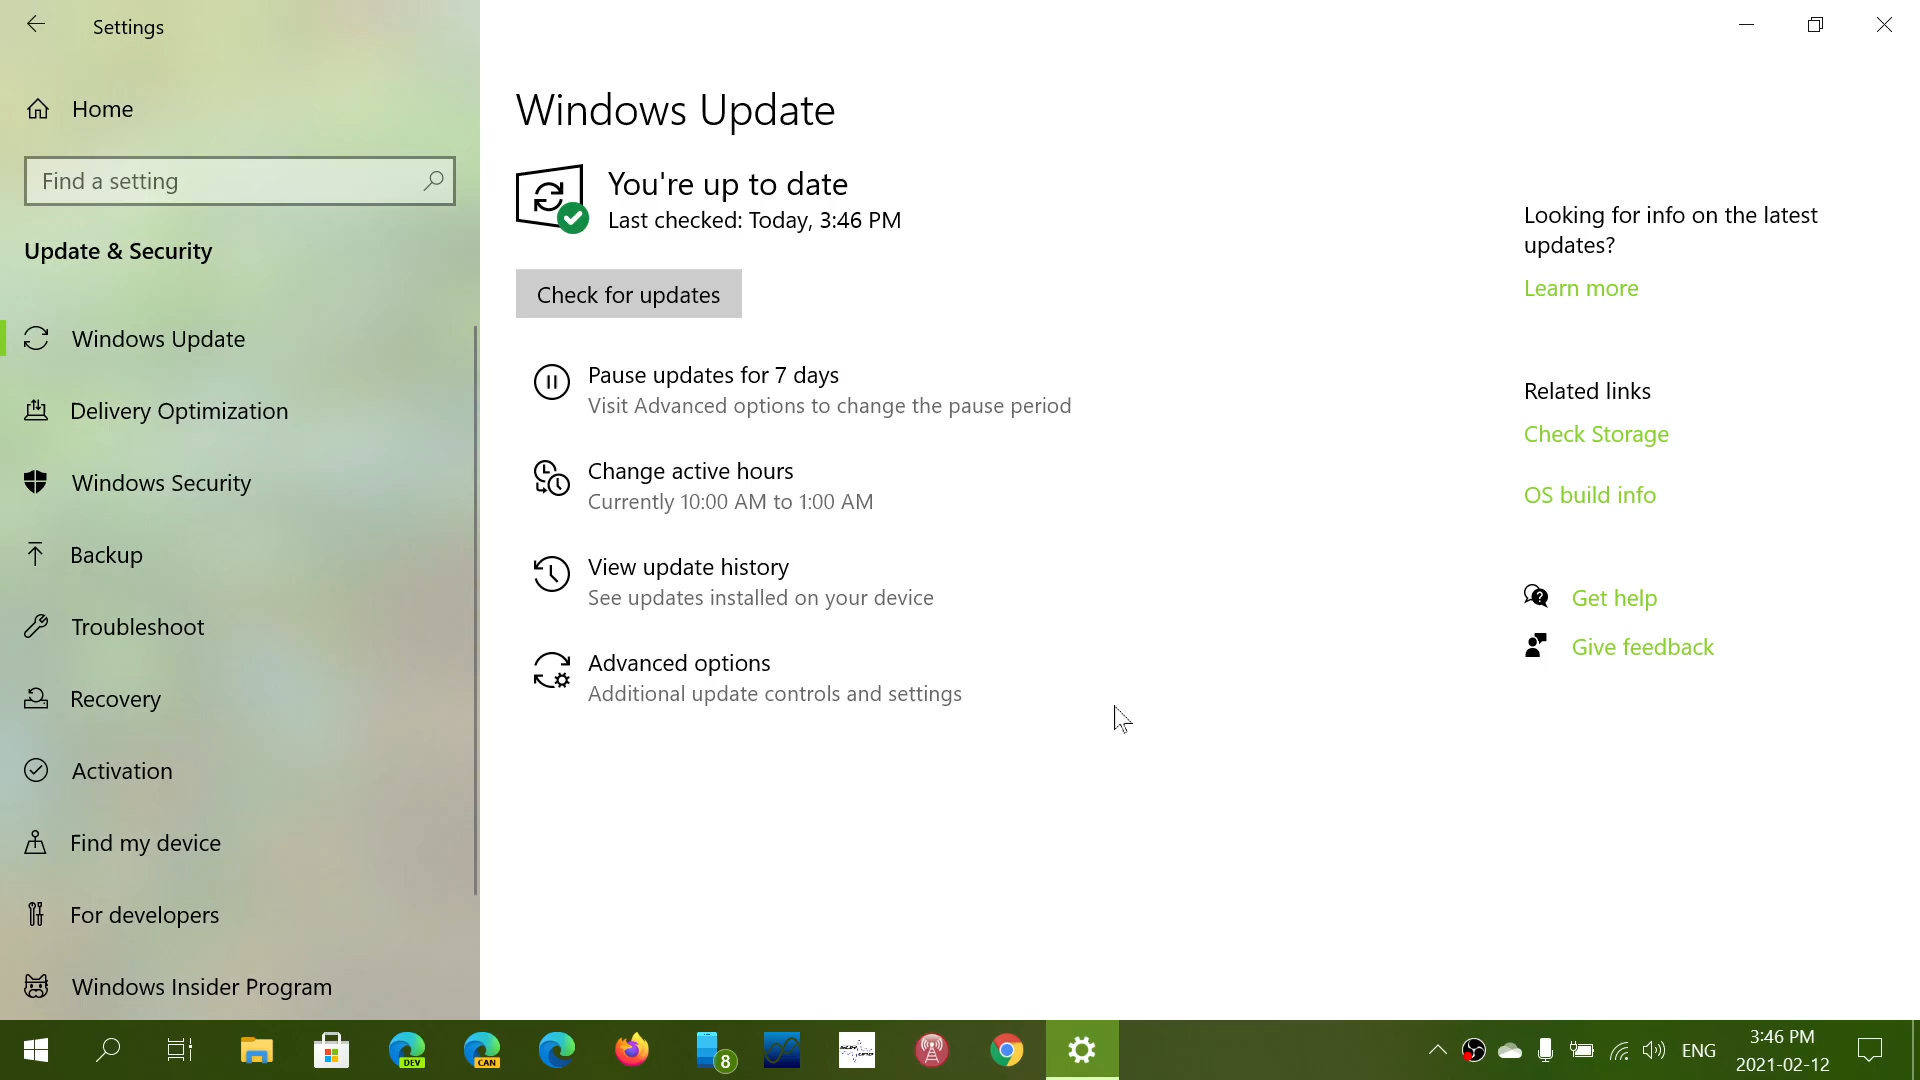 Settings
Home
Find a setting
Update & Security
Windows Update
Delivery Optimization
Windows Security
Backup
Troubleshoot
Recovery
Activation
Find my device
For developers
Windows Insider Program
Windows Update
You're up to date
Last checked: Today, 3:46 PM
Check for updates
Pause updates for 7 days
Visit Advanced options to change the pause period
Change active hours
Currently 10:00 AM to 1:00 AM
View update history
See updates installed on your device
Advanced options
Additional update controls and settings
Looking for info on the latest
updates?
Learn more
Related links
Check Storage
OS build info
Get help
Give feedback
DEV
CAN
8
ENG
3:46 PM
2021-02-12